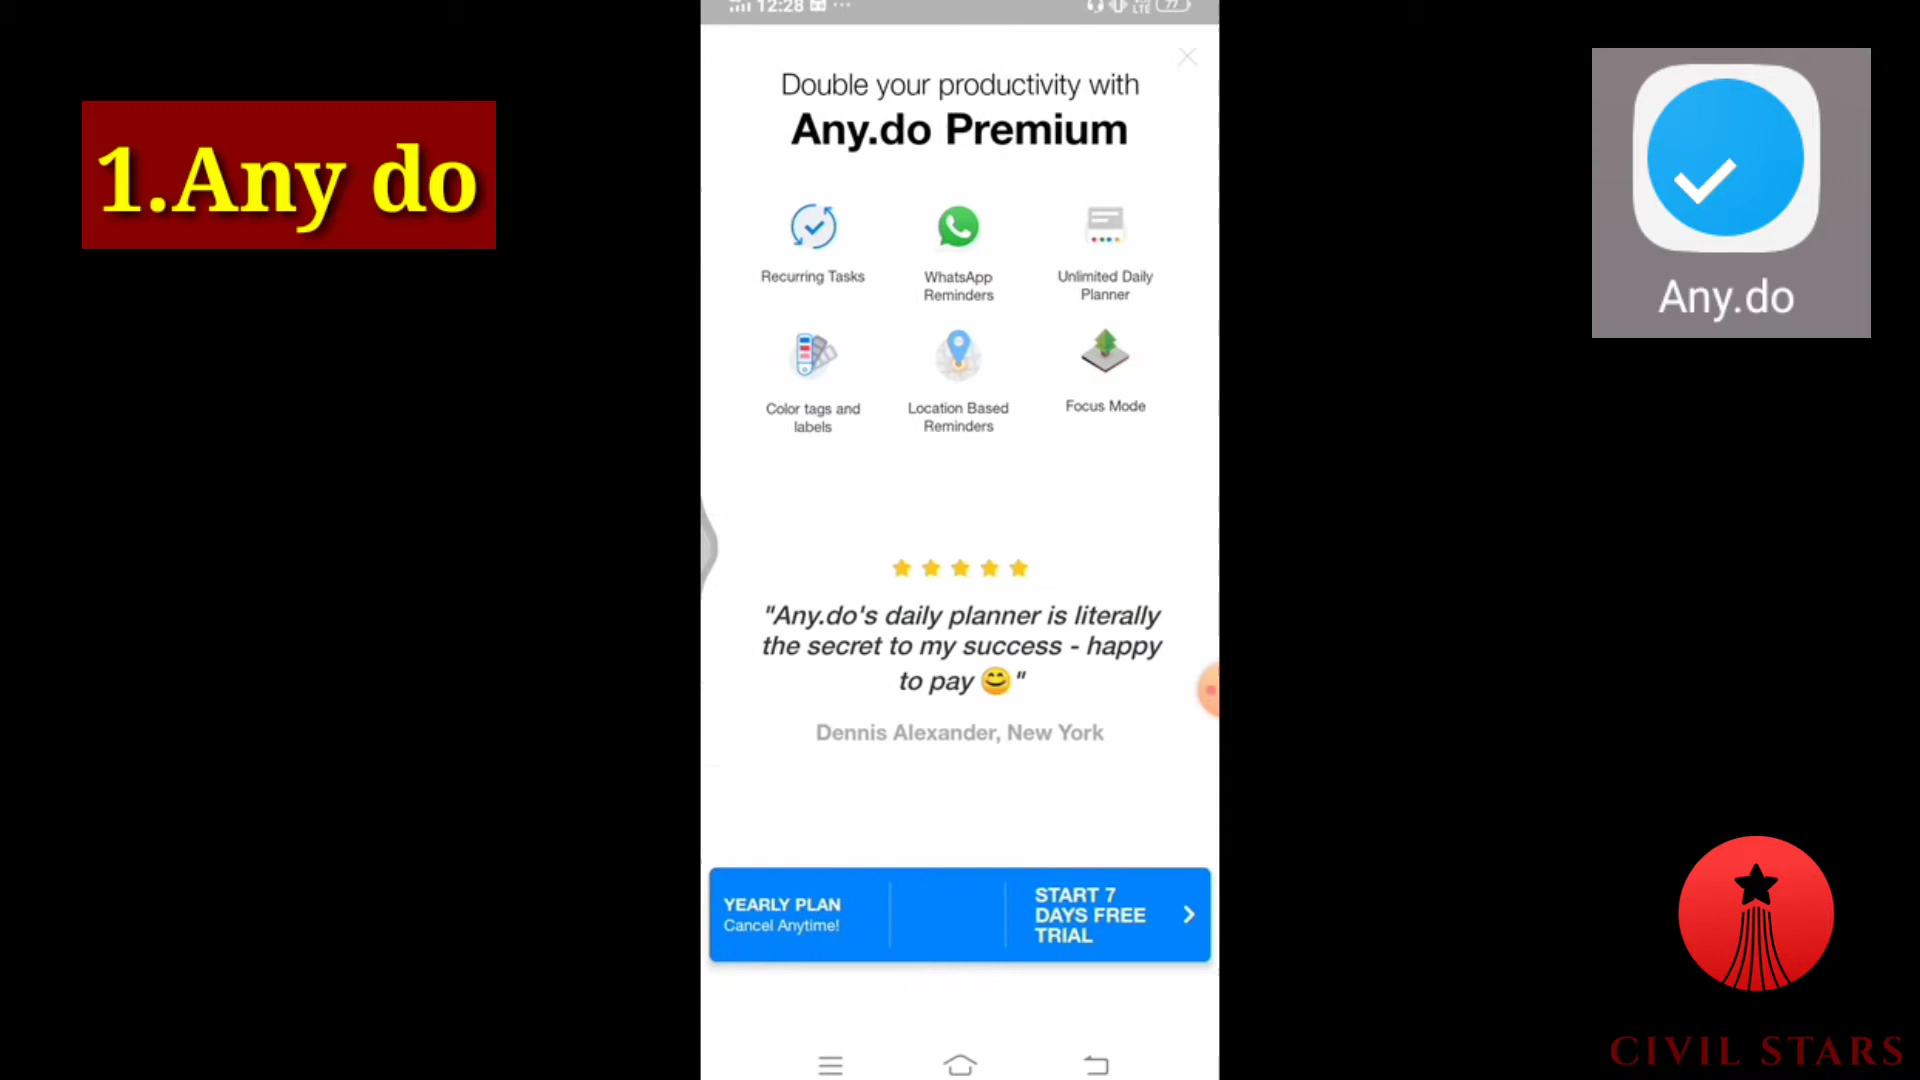 12:28
LTE
77
Double your productivity with
Any.do Premium
1.Any do
Any.do
Recurring Tasks
WhatsApp
Reminders
Unlimited Daily
Planner
Color tags and
labels
Location Based
Reminders
Focus Mode
"Any.do's daily planner is literally
the secret to my success - happy
to pay 😊"
Dennis Alexander, New York
YEARLY PLAN
Cancel Anytime!
START 7
DAYS FREE
TRIAL
CIVIL STARS